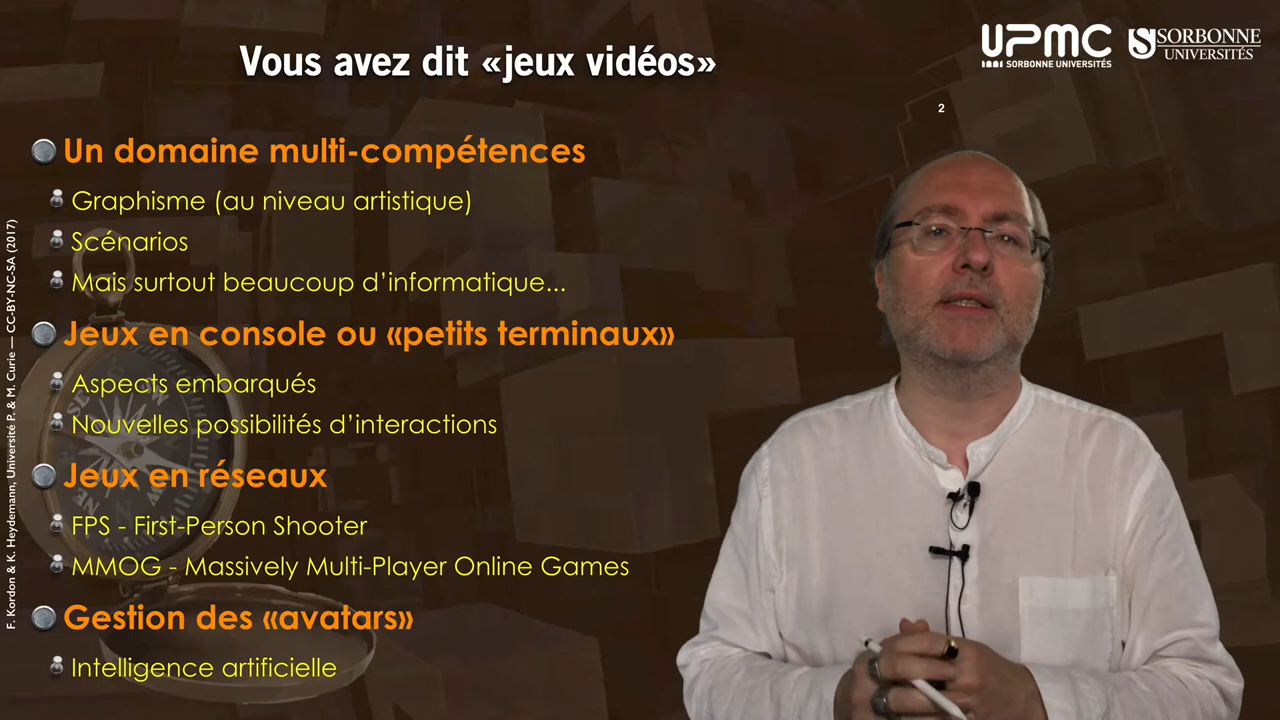 Vous avez dit «jeux vidéos»
UPMC
SORBONNE UNIVERSITÉS
SORBONNE
UNIVERSITÉS
2
Un domaine multi-compétences
Graphisme (au niveau artistique)
Scénarios
Mais surtout beaucoup d’informatique...
Jeux en console ou «petits terminaux»
Aspects embarqués
Nouvelles possibilités d’interactions
Jeux en réseaux
FPS - First-Person Shooter
MMOG - Massively Multi-Player Online Games
Gestion des «avatars»
Intelligence artificielle
F. Kordon & K. Heydemann, Université P. & M. Curie — CC-BY-NC-SA (2017)